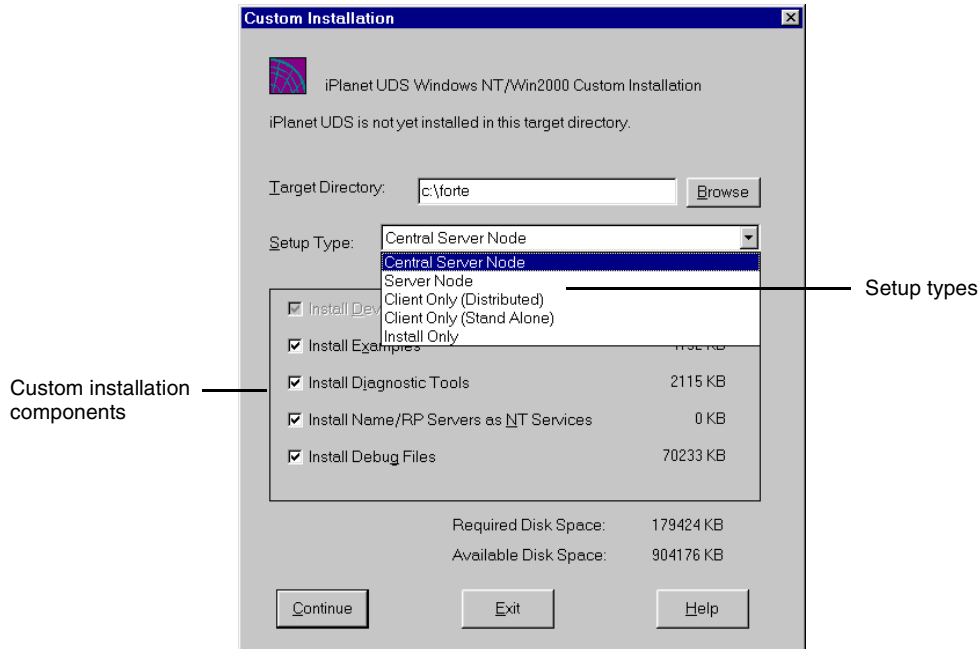 Custom Installation
iPlanet UDS Windows NT/Win2000 Custom Installation
iPlanet UDS is not yet installed in this target directory.
Target Directory:
c:\forte
Browse
Setup Type:
Central Server Node
Central Server Node
Server Node
Client Only (Distributed)
Client Only (Stand Alone)
Install Only
Setup types
Install
Install Examples
KB
Install Diagnostic Tools
2115 KB
Install Name/RP Servers as NT Services
0 KB
Install Debug Files
70233 KB
Custom installation
components
Required Disk Space:
179424 KB
Available Disk Space:
904176 KB
Continue
Exit
Help